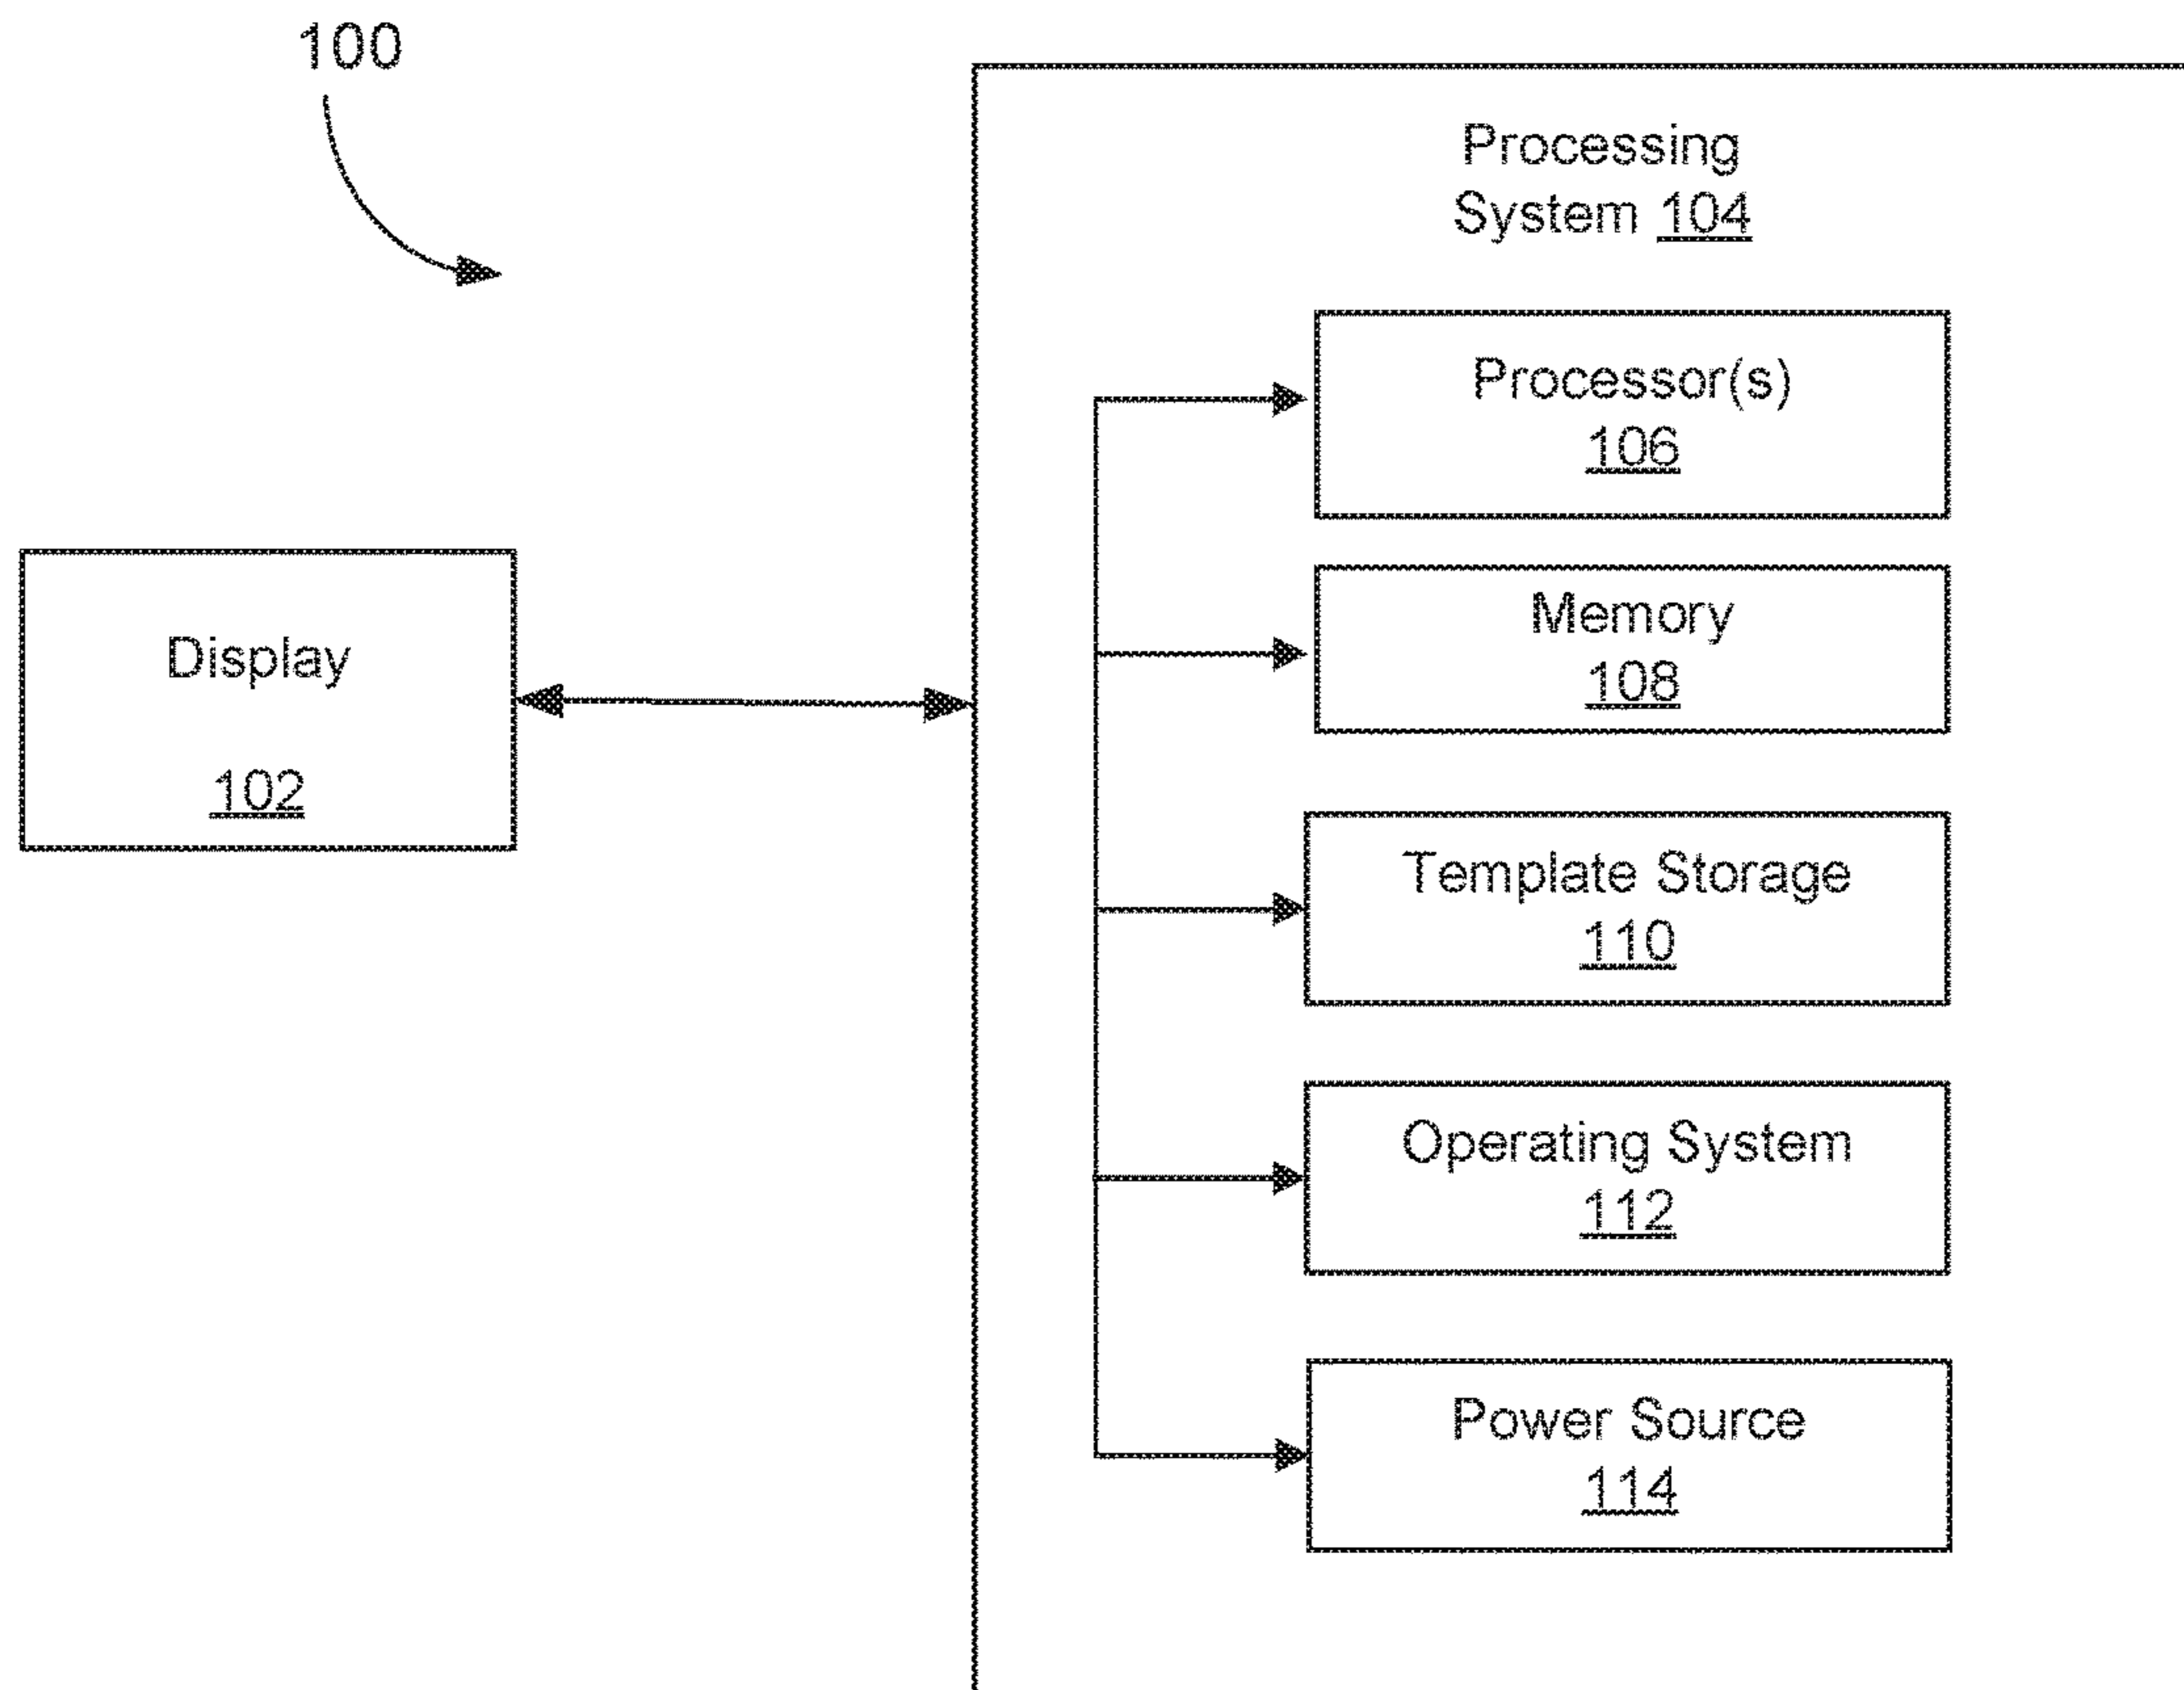 100
Processing
System 104
Processor(s)
106
Memory
108
Display
102
Template Storage
110
Operating System
112
Power Source
114